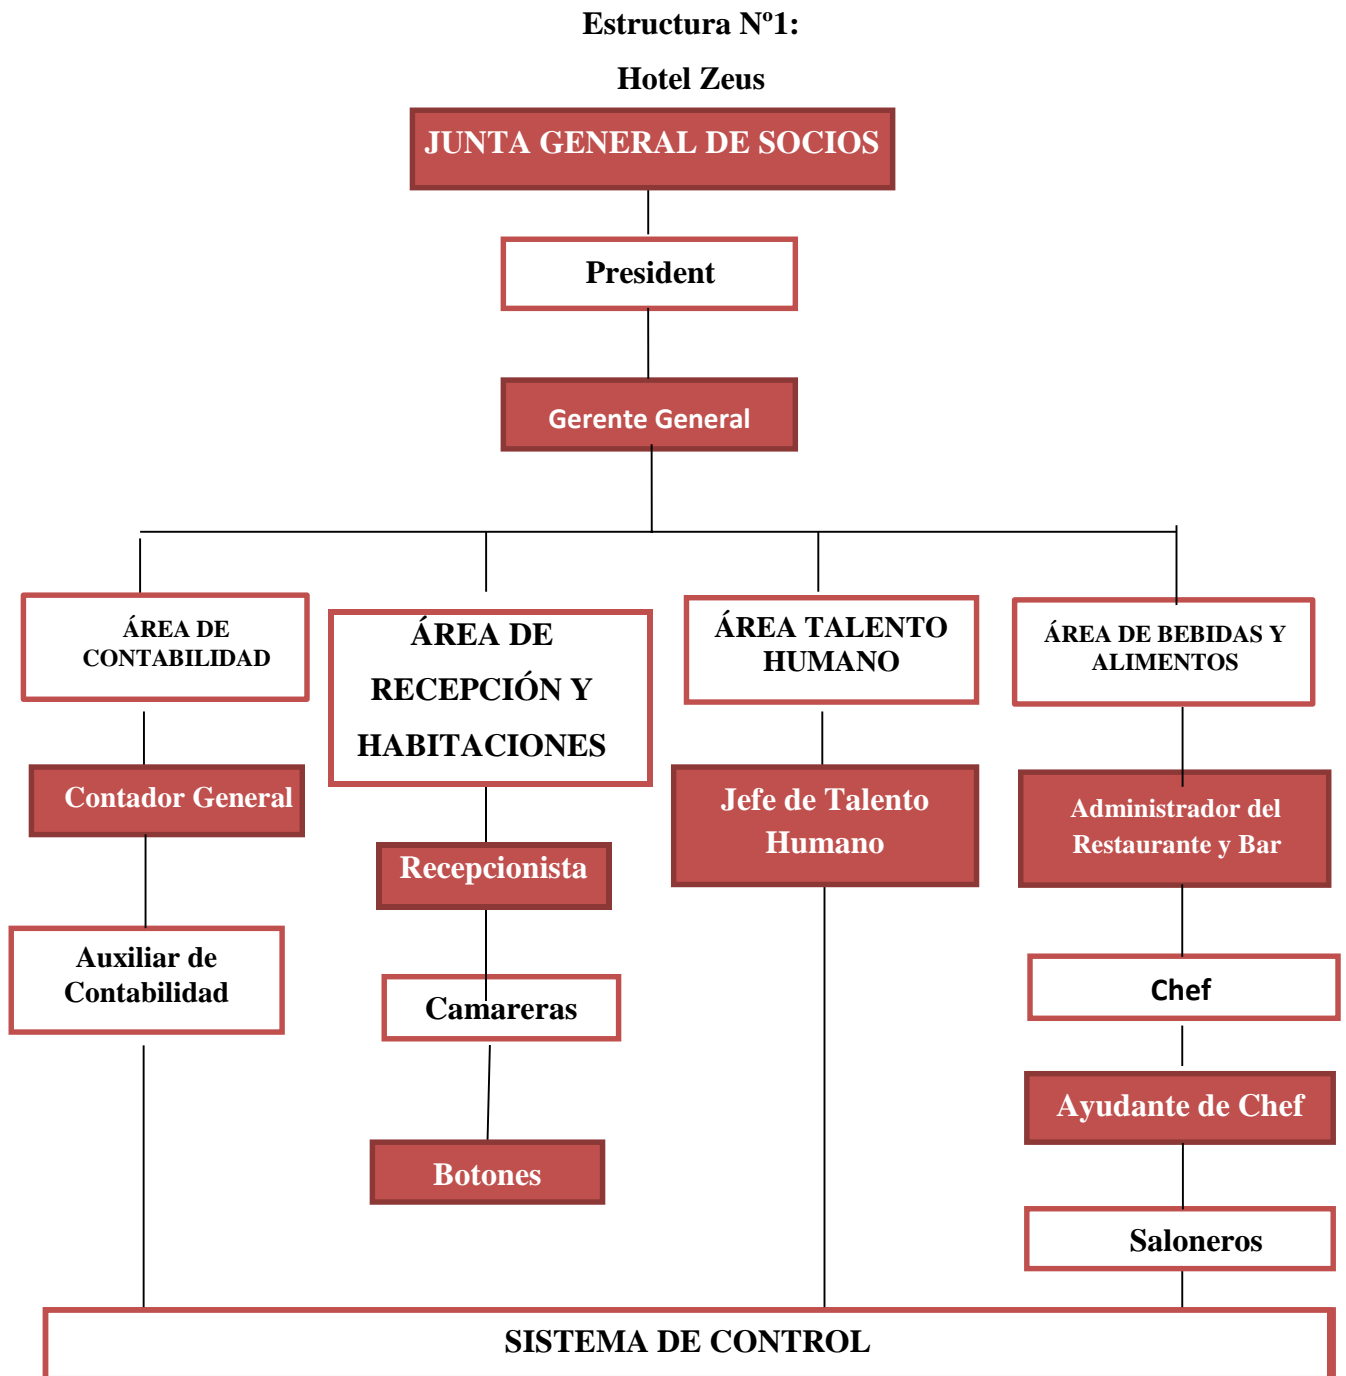 Estructura Nº1:
Hotel Zeus
JUNTA GENERAL DE SOCIOS
President
Gerente General
ÁREA DE
CONTABILIDAD
ÁREA DE
RECEPCIÓN Y
HABITACIONES
ÁREA TALENTO
HUMANO
ÁREA DE BEBIDAS Y
ALIMENTOS
Contador General
Recepcionista
Jefe de Talento
Humano
Administrador del
Restaurante y Bar
Auxiliar de
Contabilidad
Camareras
Chef
Botones
Ayudante de Chef
Saloneros
SISTEMA DE CONTROL